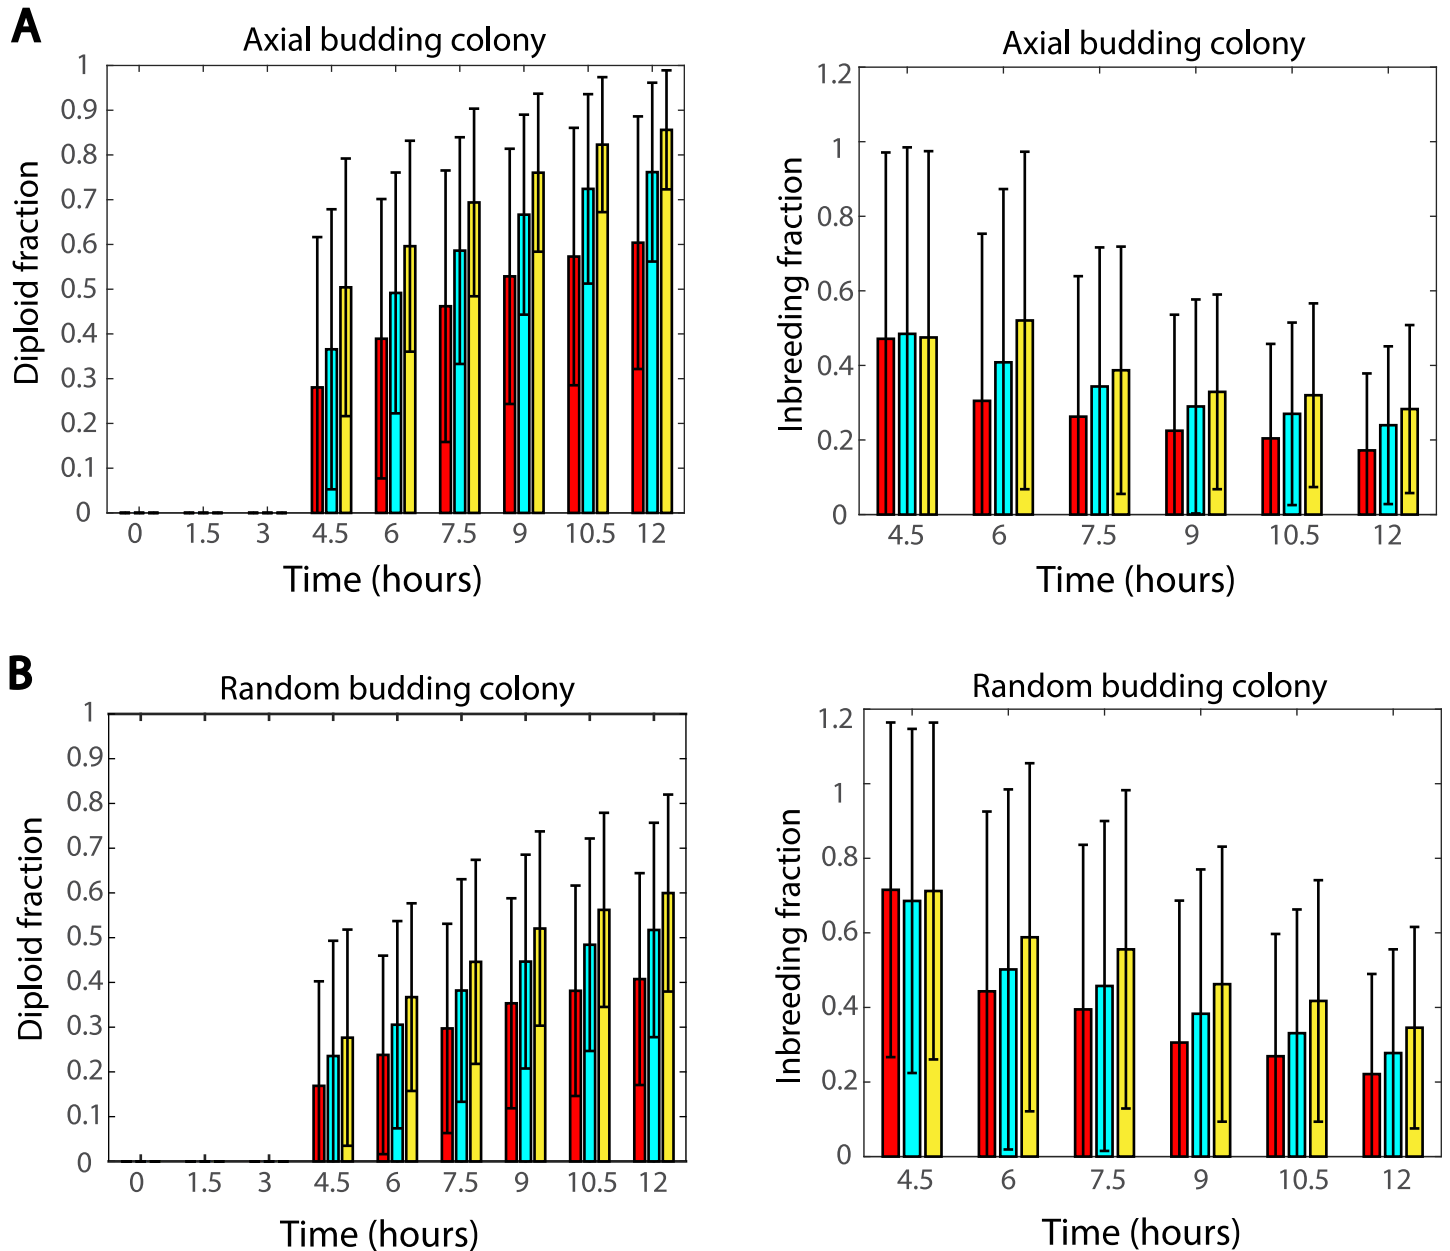 A
Axial budding colony
Diploid fraction
1
0.9
0.8
0.7
0.6
0.5
0.4
0.3
0.2
0.1
0
0 1.5 3 4.5 6 7.5 9 10.5 12
Time (hours)
Axial budding colony
Inbreeding fraction
1.2
1
0.8
0.6
0.4
0.2
0
4.5 6 7.5 9 10.5 12
Time (hours)
B
Random budding colony
Diploid fraction
1
0.9
0.8
0.7
0.6
0.5
0.4
0.3
0.2
0.1
0
0 1.5 3 4.5 6 7.5 9 10.5 12
Time (hours)
Random budding colony
Inbreeding fraction
1.2
1
0.8
0.6
0.4
0.2
0
4.5 6 7.5 9 10.5 12
Time (hours)